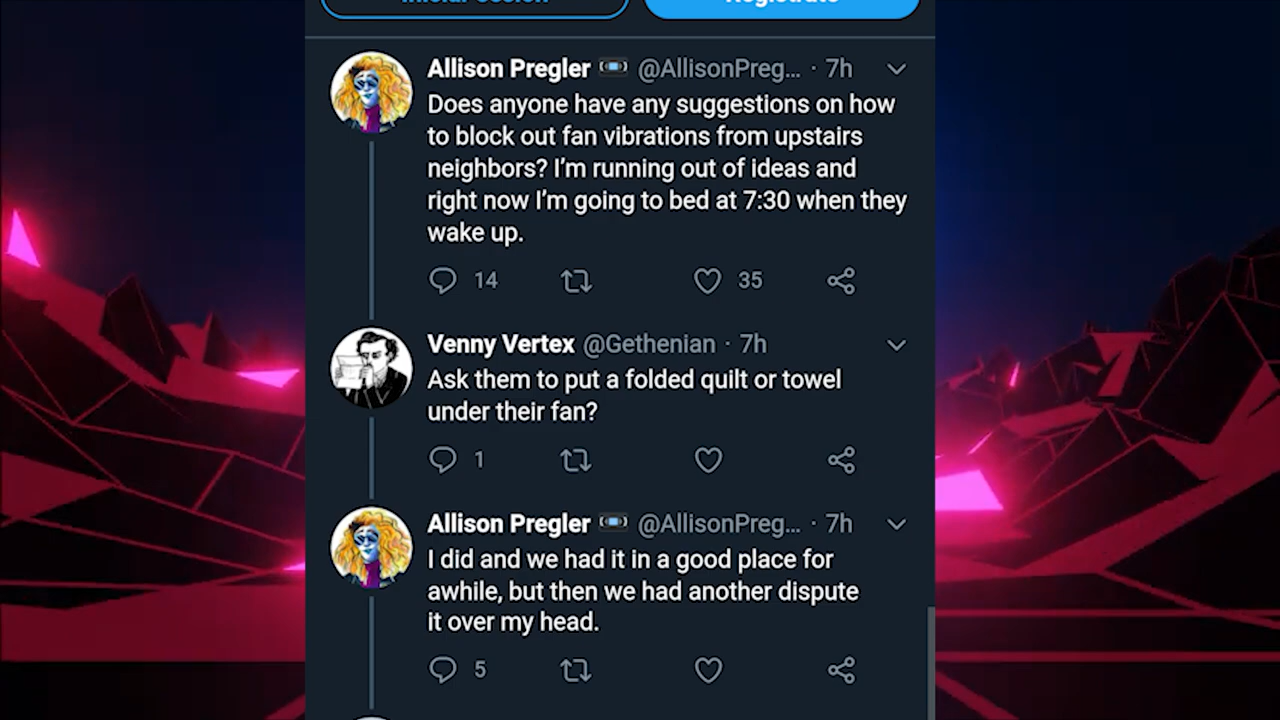 Iniciar sesión
Regístrate
Allison Pregler @AllisonPreg... · 7h
Does anyone have any suggestions on how
to block out fan vibrations from upstairs
neighbors? I’m running out of ideas and
right now I’m going to bed at 7:30 when they
wake up.
14 35
Venny Vertex @Gethenian · 7h
Ask them to put a folded quilt or towel
under their fan?
1
Allison Pregler @AllisonPreg... · 7h
I did and we had it in a good place for
awhile, but then we had another dispute
it over my head.
5